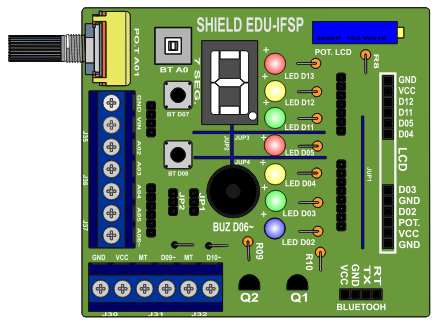 SHIELD EDU-IFSP
POT. A01
BT A0
7 SEG.
POT. LCD
R8
LED D13
LED D12
LED D11
BT D07
GND
VIN
J35
JUP3
JUP2
LED D05
JUP4
BT D08
A02
A03
J36
LED D04
JUP1
GND
VCC
D12
D11
D05
D04
LCD
D03
GND
D02
POT.
VCC
GND
JP2
JP1
A04
A05
J37
LED D03
BUZ D06~
LED D02
R09
R10
GND VCC MT D09~ MT D10~
J30 J31 J32
Q2
Q1
VCC
GND
TX
RT
BLUETOOH